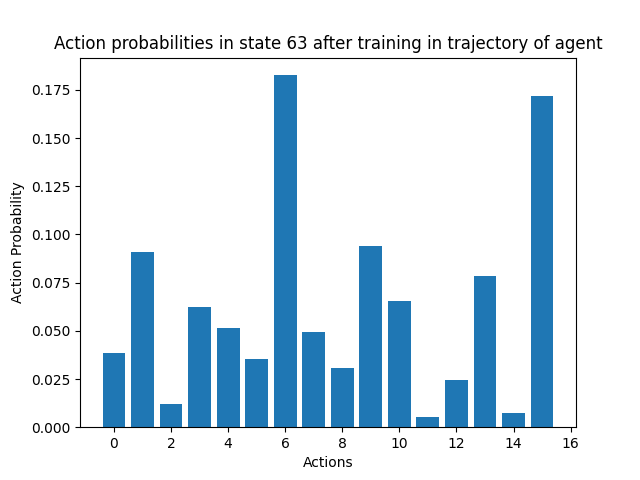 Action probabilities in state 63 after training in trajectory of agent
0.175
0.150
0.125
0.100
0.075
0.050
0.025
0.000
Action Probability
0 2 4 6 8 10 12 14 16
Actions